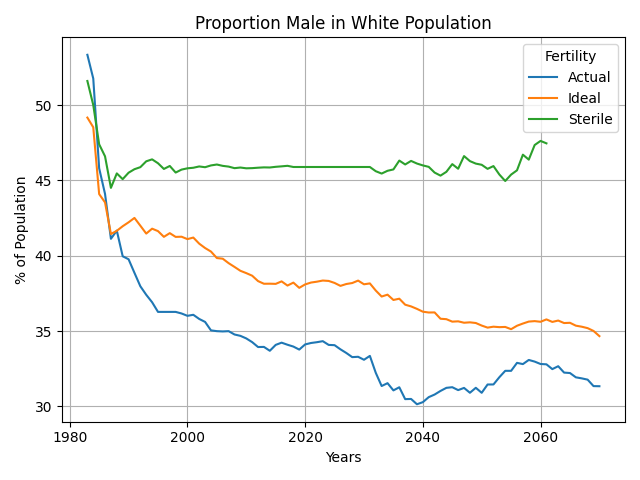 Proportion Male in White Population
Fertility
Actual
Ideal
Sterile
% of Population
50
45
40
35
30
1980
2000
2020
2040
2060
Years